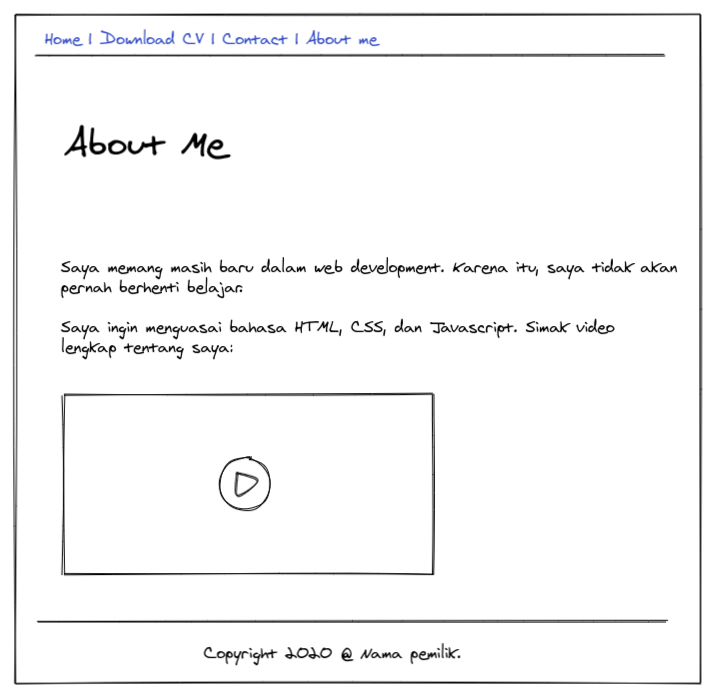 Home | Download CV | Contact | About me
About Me
Saya memang masih baru dalam web development. Karena itu, saya tidak akan
pernah berhenti belajar.
Saya ingin menguasai bahasa HTML, CSS, dan Javascript. Simak video
lengkap tentang saya:
Copyright 2020 @ Nama pemilik.